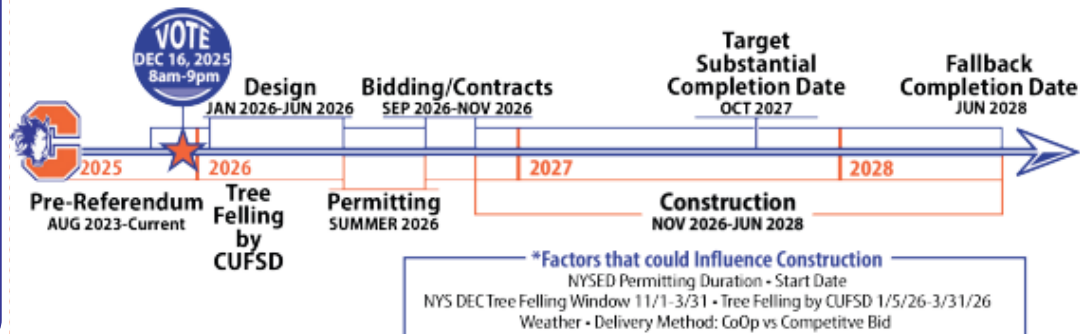 VOTE
DEC 16, 2025
8am-9pm
Design
JAN 2026-JUN 2026
Bidding/Contracts
SEP 2026-NOV 2026
Target
Substantial
Completion Date
OCT 2027
Fallback
Completion Date
JUN 2028
C
2025
2026
2027
2028
Pre-Referendum
AUG 2023-Current
Tree
Felling
by
CUFSD
Permitting
SUMMER 2026
Construction
NOV 2026-JUN 2028
*Factors that could Influence Construction
NYSED Permitting Duration • Start Date
NYS DEC Tree Felling Window 11/1-3/31 • Tree Felling by CUFSD 1/5/26-3/31/26
Weather • Delivery Method: CoOp vs Competitve Bid